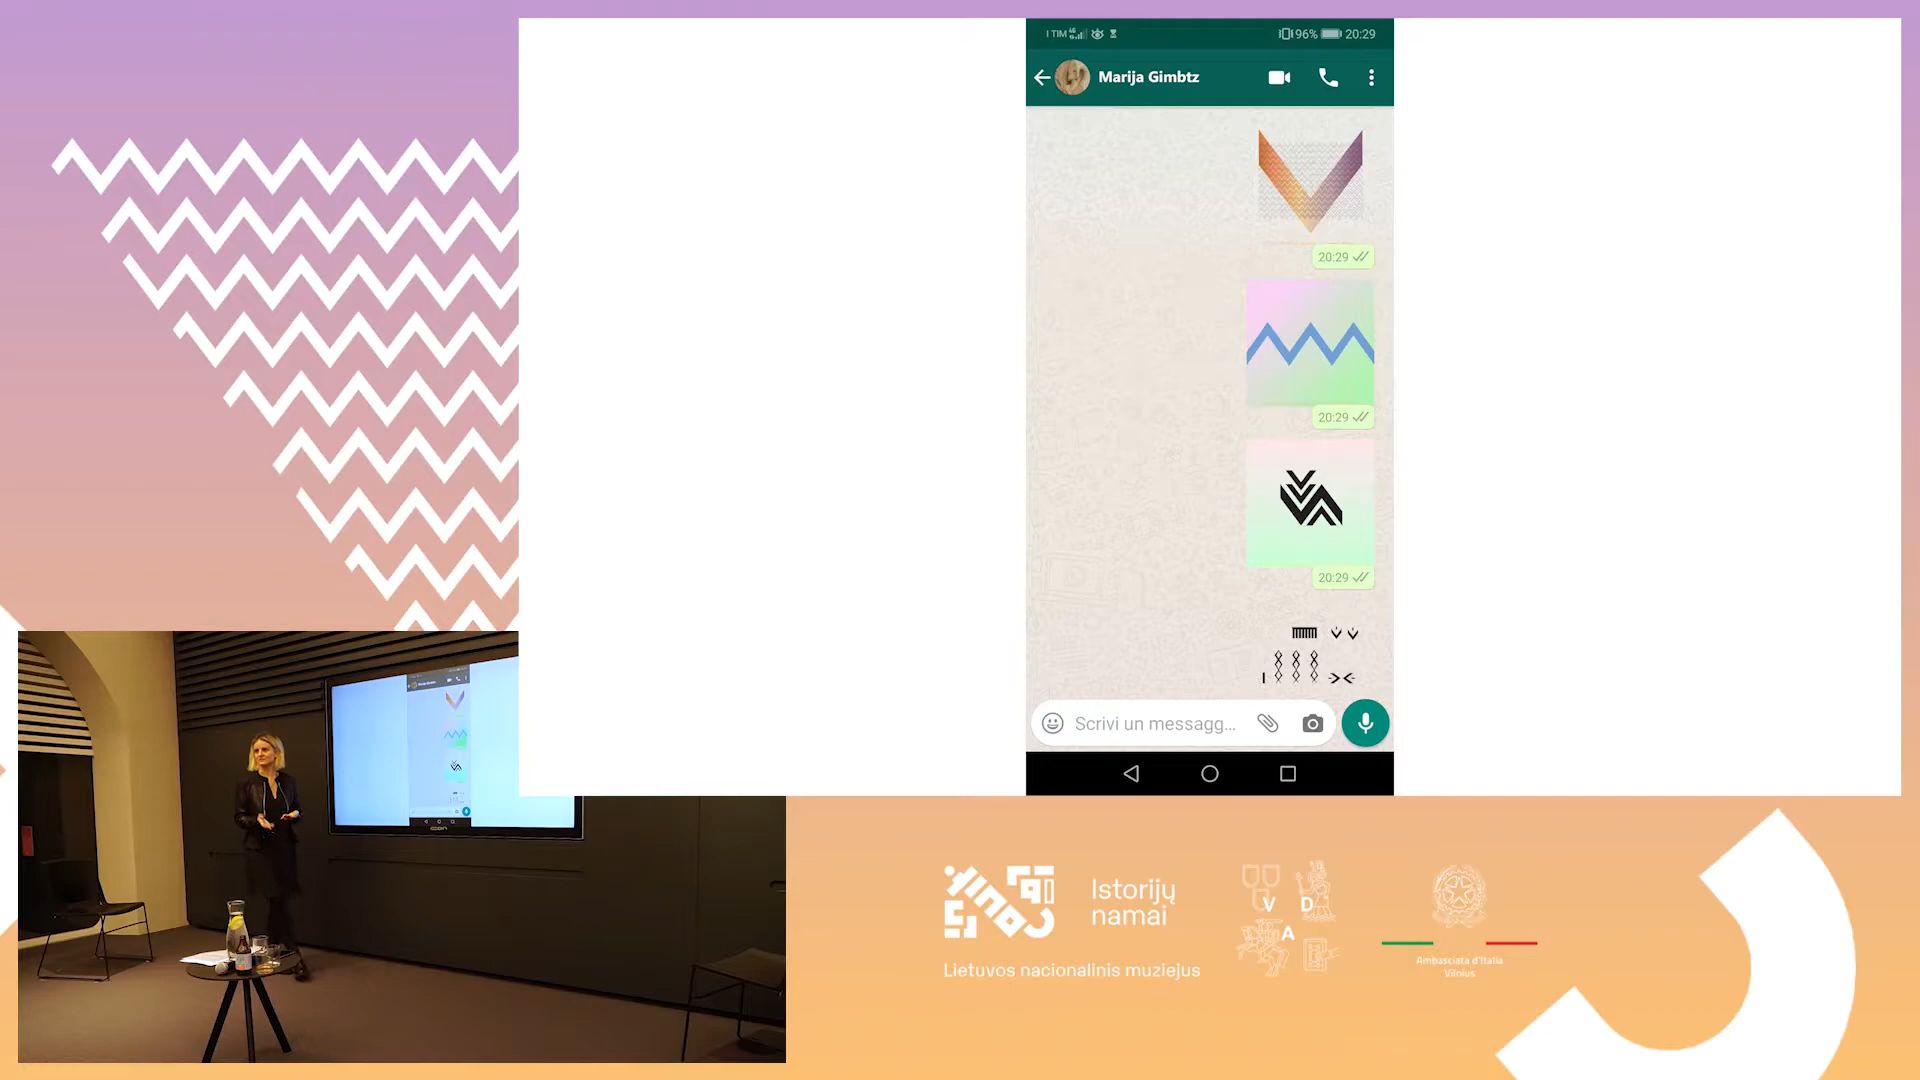 I TIM 96% 20:29
Marija Gimbtz
20:29
20:29
20:29
Scrivi un messagg...
Istorijų
namai
Lietuvos nacionalinis muziejus
V D
A
Ambasciata d'Italia
Vilnius